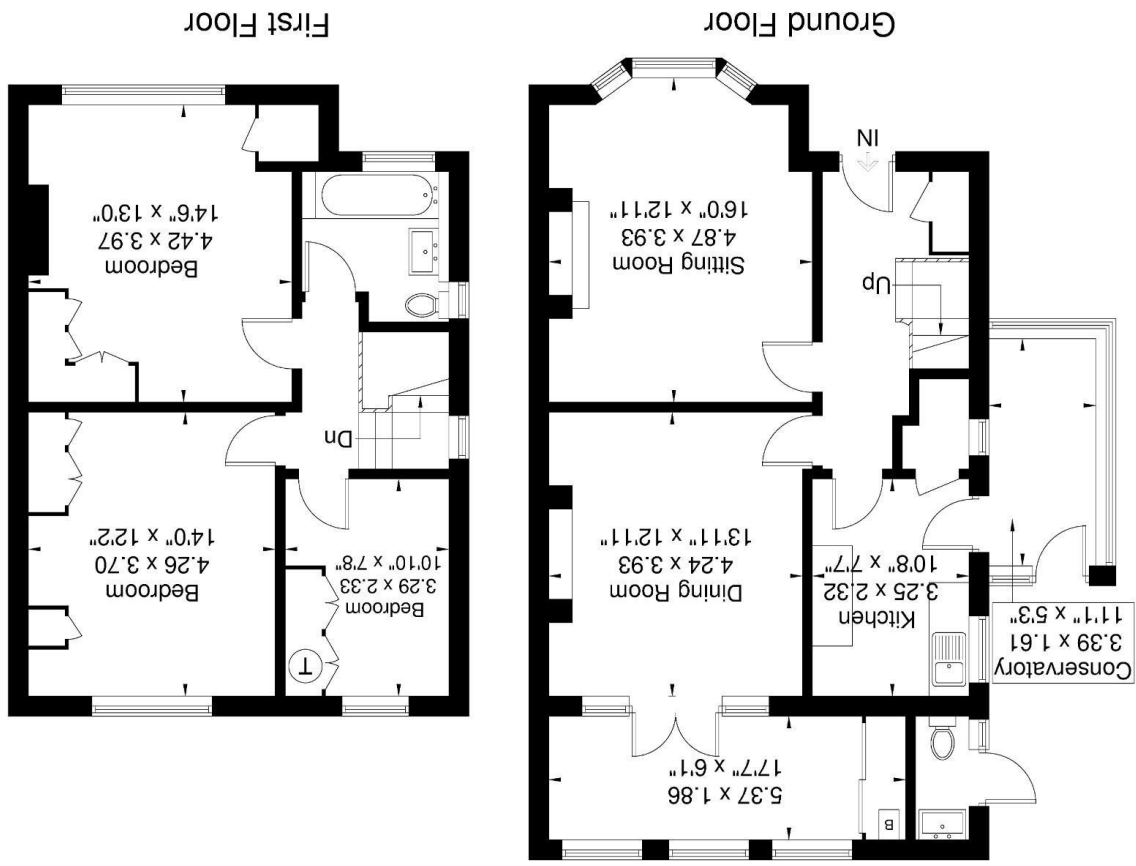 5.37 x 1.86
17'7" x 6'1"
B
Conservatory
3.39 x 1.61
11'1" x 5'3"
Kitchen
3.25 x 2.32
10'8" x 7'7"
Dining Room
4.24 x 3.93
13'11" x 12'11"
Up
Sitting Room
4.87 x 3.93
16'0" x 12'11"
IN
Ground Floor
T
Bedroom
3.29 x 2.33
10'10" x 7'8"
Bedroom
4.26 x 3.70
14'0" x 12'2"
Dn
Bedroom
4.42 x 3.97
14'6" x 13'0"
First Floor